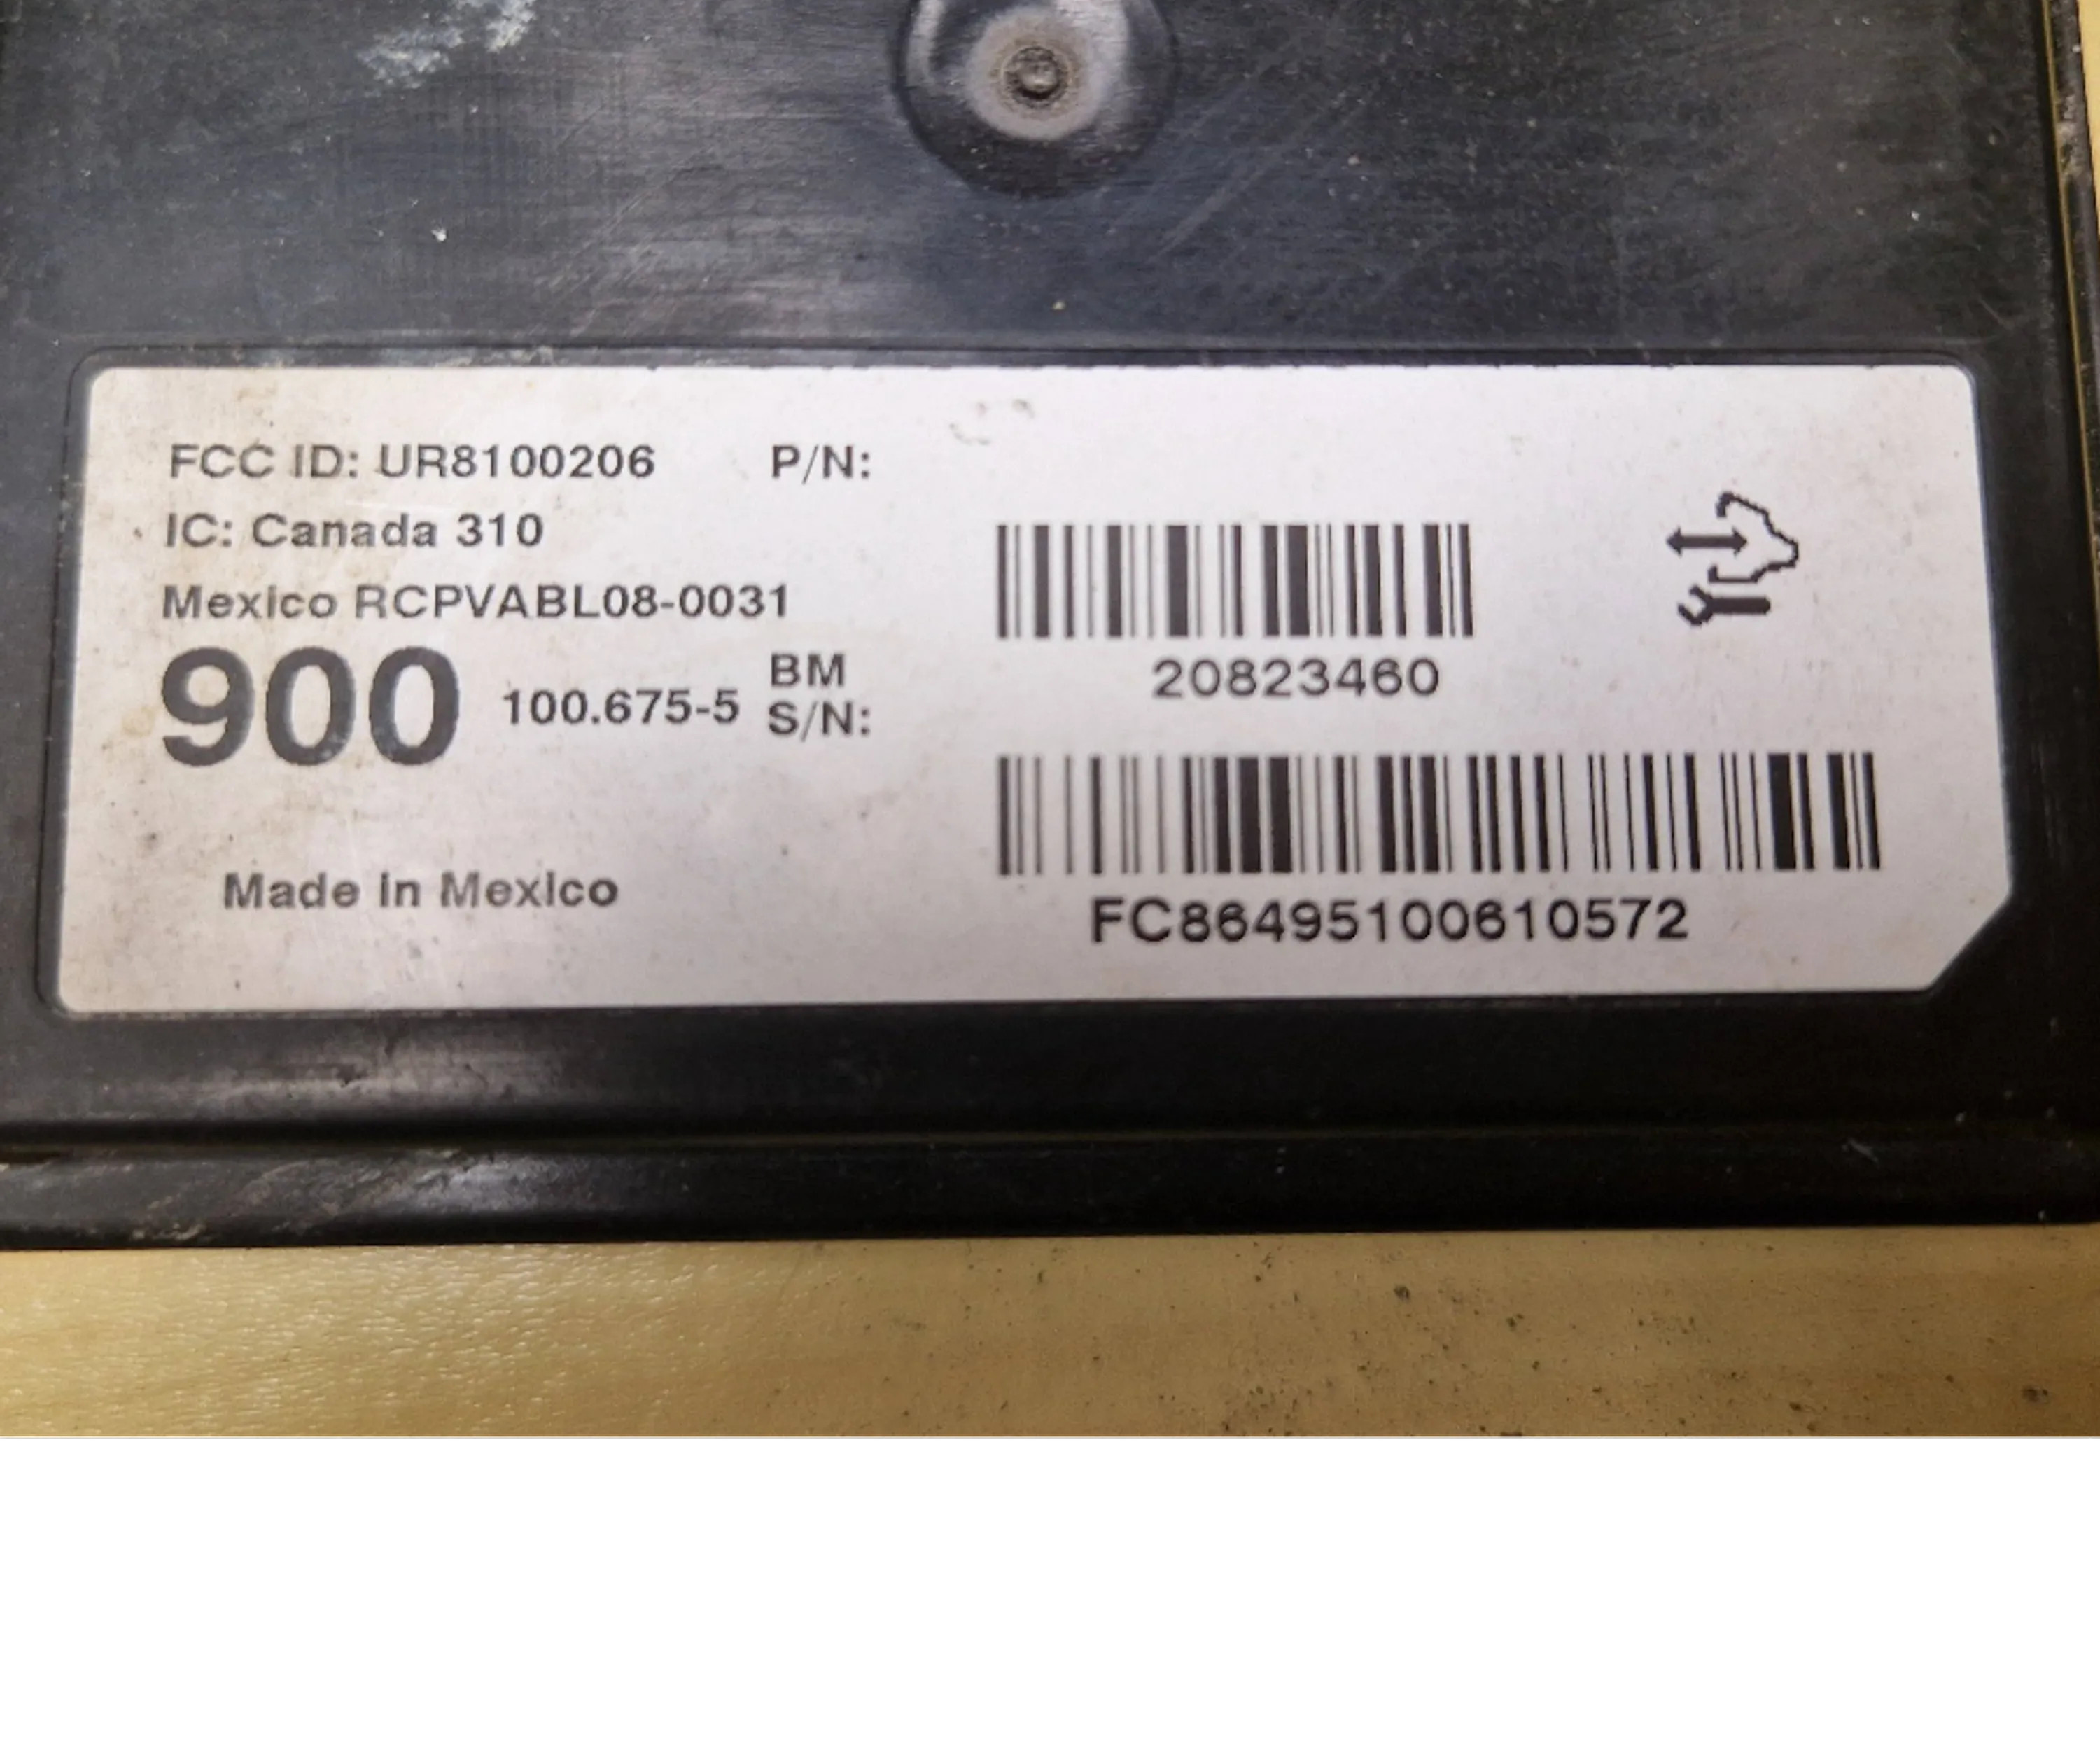 FCC ID: UR8100206 P/N:
IC: Canada 310
Mexico RCPVABL08-0031
20823460
900 100.675-5 BM S/N:
FC86495100610572
Made in Mexico